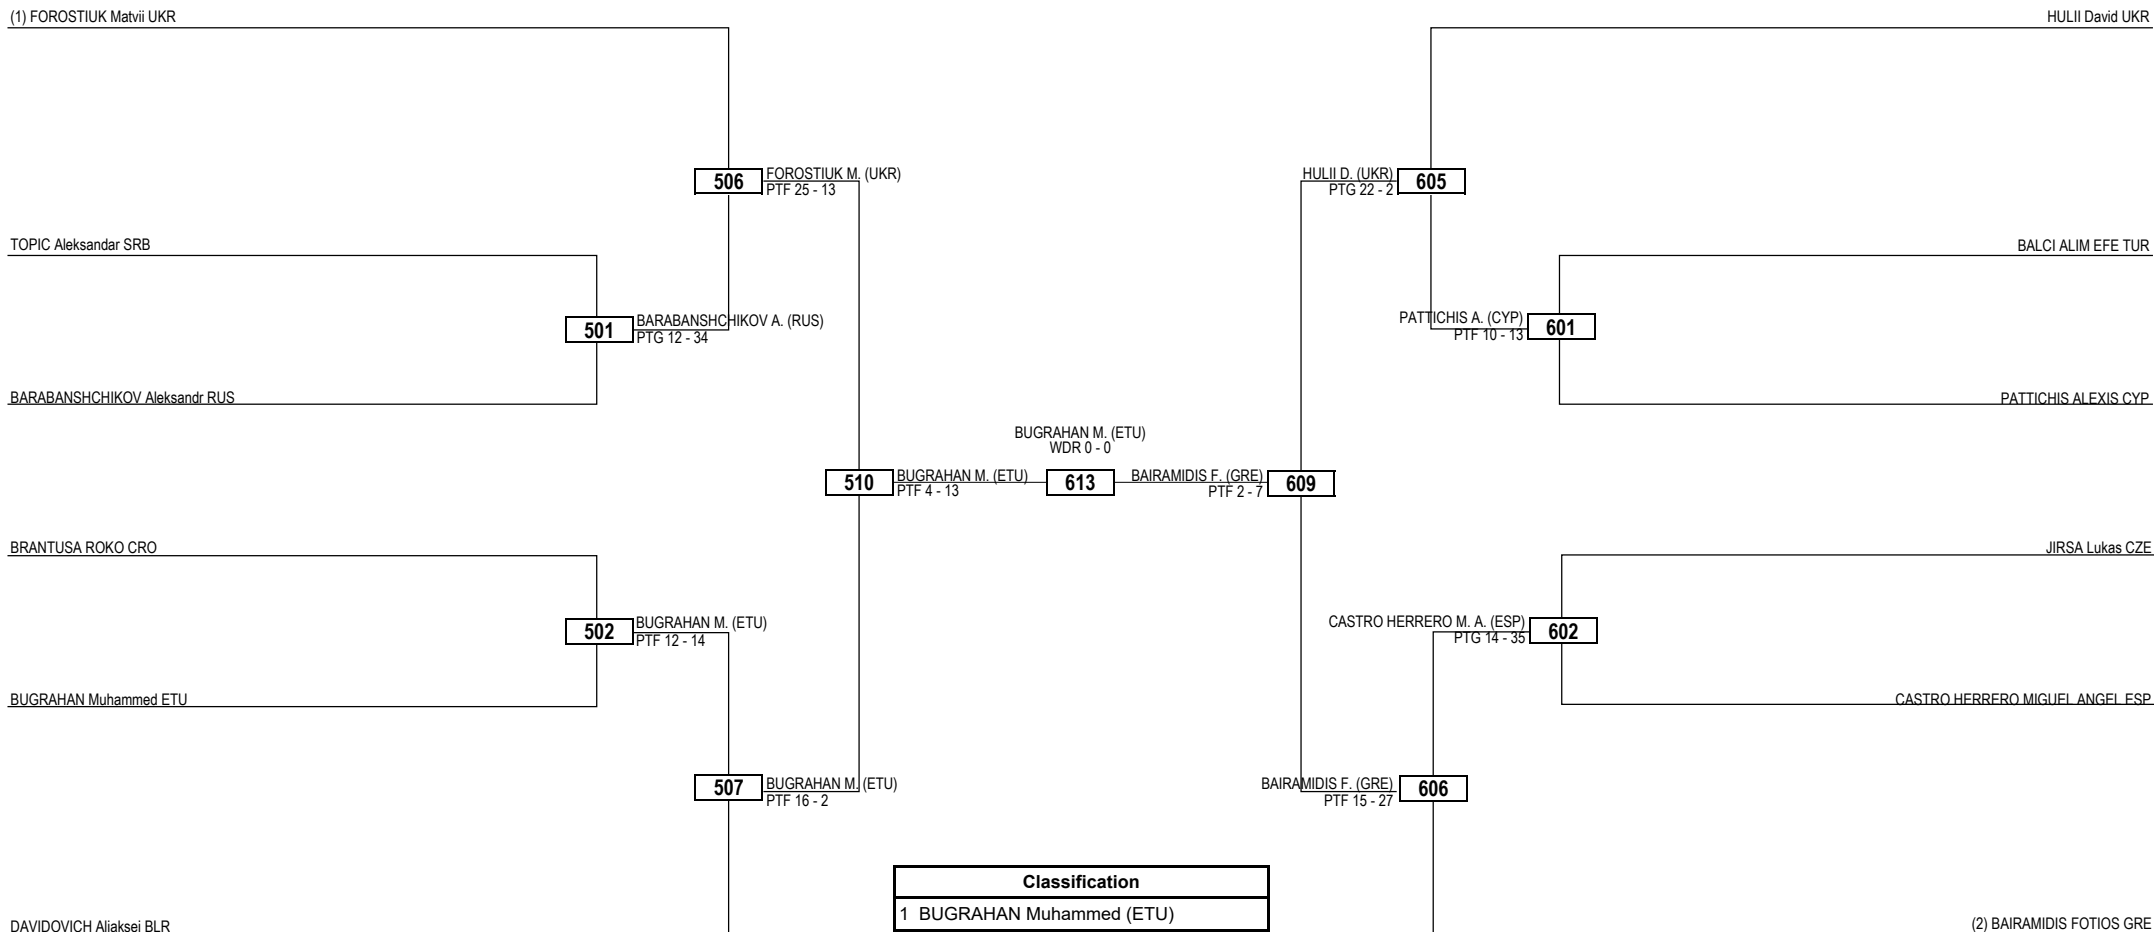 (1) FOROSTIUK Matvii UKR
HULII David UKR
506
FOROSTIUK M. (UKR)
PTF 25 - 13
HULII D. (UKR)
PTG 22 - 2
605
TOPIC Aleksandar SRB
BALCI ALIM EFE TUR
501
BARABANSHCHIKOV A. (RUS)
PTG 12 - 34
PATTICHIS A. (CYP)
PTF 10 - 13
601
BARABANSHCHIKOV Aleksandr RUS
PATTICHIS ALEXIS CYP
BUGRAHAN M. (ETU)
WDR 0 - 0
510
BUGRAHAN M. (ETU)
PTF 4 - 13
613
BAIRAMIDIS F. (GRE)
PTF 2 - 7
609
BRANTUSA ROKO CRO
JIRSA Lukas CZE
502
BUGRAHAN M. (ETU)
PTF 12 - 14
CASTRO HERRERO M. A. (ESP)
PTG 14 - 35
602
BUGRAHAN Muhammed ETU
CASTRO HERRERO MIGUEL ANGEL ESP
507
BUGRAHAN M. (ETU)
PTF 16 - 2
BAIRAMIDIS F. (GRE)
PTF 15 - 27
606
Classification
1 BUGRAHAN Muhammed (ETU)
DAVIDOVICH Aliaksei BLR
(2) BAIRAMIDIS FOTIOS GRE